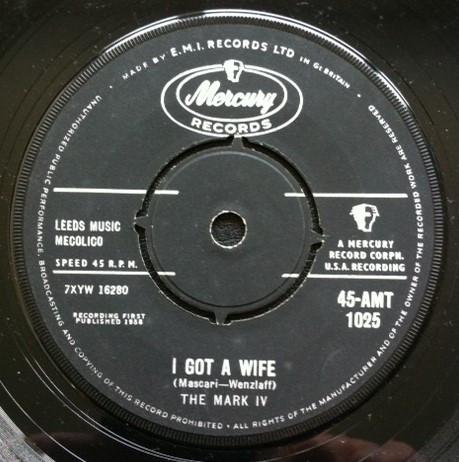 MADE BY E.M.I. RECORDS LTD IN GT BRITAIN
Mercury
RECORDS
LEEDS MUSIC
MECOLICO
SPEED 45 R.P.M.
7XYW 16280
RECORDING FIRST
PUBLISHED 1958
A MERCURY
RECORD CORPN.
U.S.A. RECORDING
45-AMT
1025
I GOT A WIFE
(Mascari—Wenzlaff)
THE MARK IV
UNAUTHORIZED PUBLIC PERFORMANCE, BROADCASTING AND COPYING OF THIS RECORD PROHIBITED • ALL RIGHTS OF THE MANUFACTURER AND OF THE OWNER OF THE RECORDED WORK ARE RESERVED